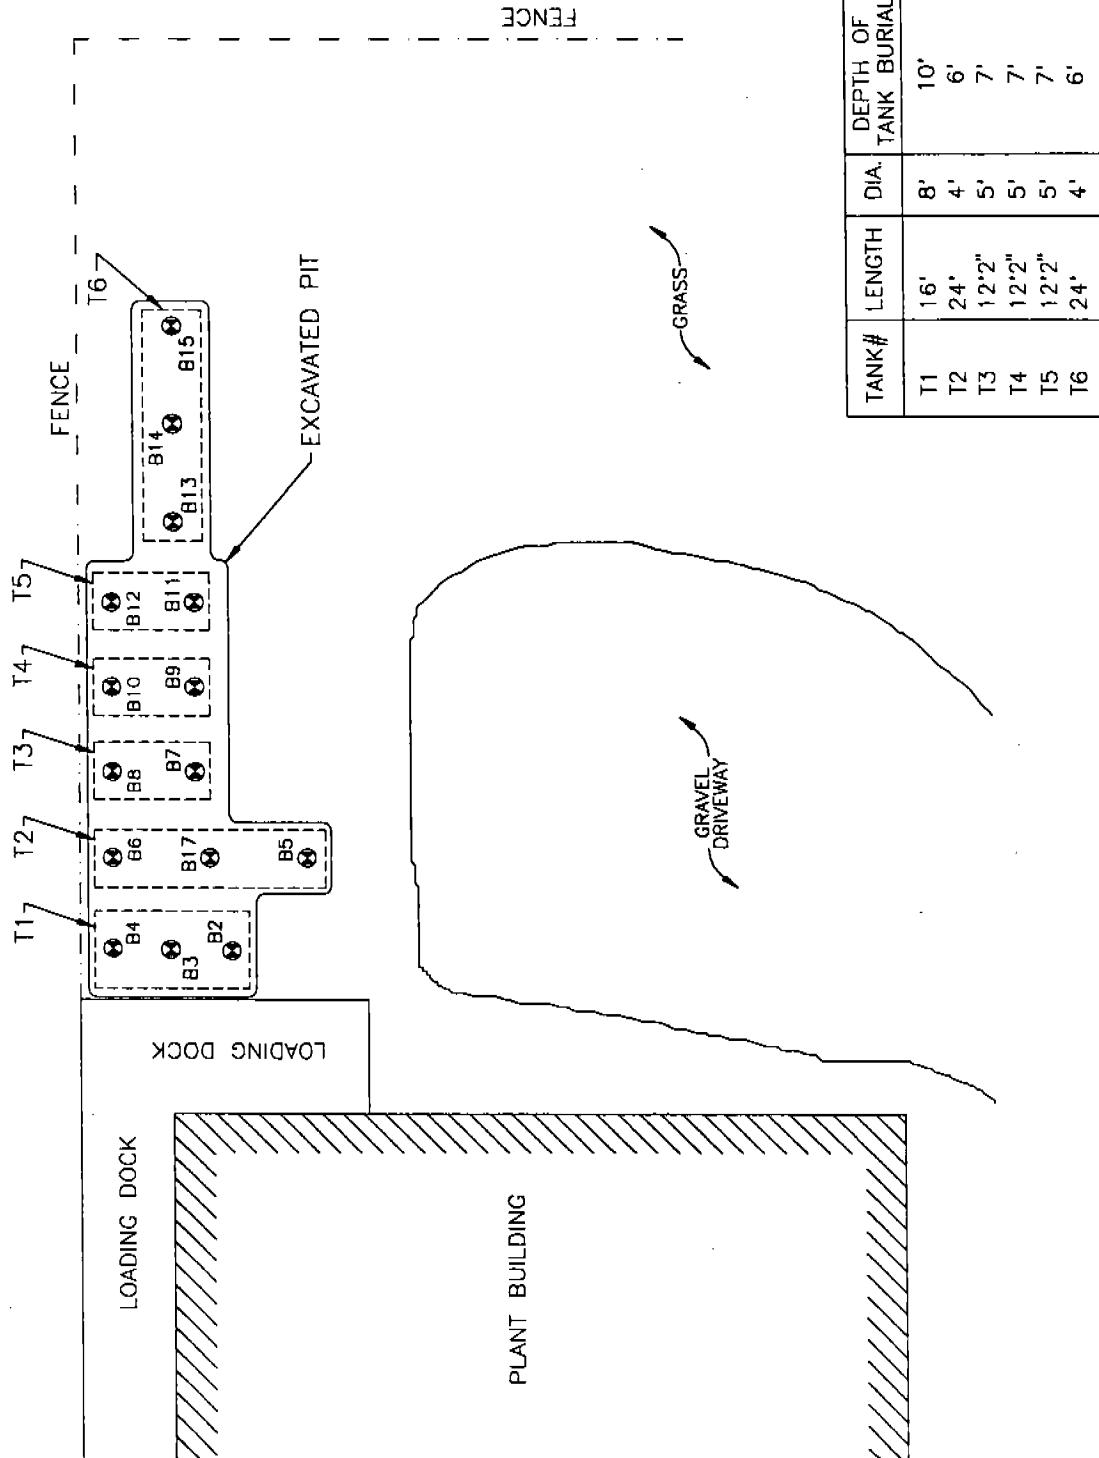 FENCE
FENCE
T1
T2
T3
T4
T5
T6
B4
B3
B2
B6
B17
B5
B8
B7
B10
B9
B12
B11
B13
B14
B15
EXCAVATED PIT
LOADING DOCK
LOADING DOCK
PLANT BUILDING
GRAVEL
DRIVEWAY
GRASS
TANK# LENGTH DIA. DEPTH OF
TANK BURIAL
T1 16' 8' 10'
T2 24' 4' 6'
T3 12'2" 5' 7'
T4 12'2" 5' 7'
T5 12'2" 5' 7'
T6 24' 4' 6'